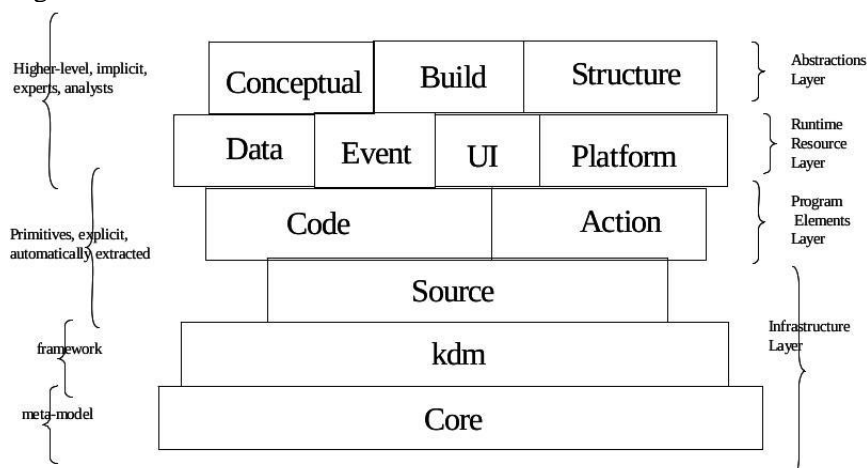 Higher-level, implicit,
experts, analysts
Conceptual
Build
Structure
Abstractions
Layer
Data
Event
UI
Platform
Runtime
Resource
Layer
Primitives, explicit,
automatically extracted
Code
Action
Program
Elements
Layer
Source
Infrastructure
Layer
framework
kdm
meta-model
Core